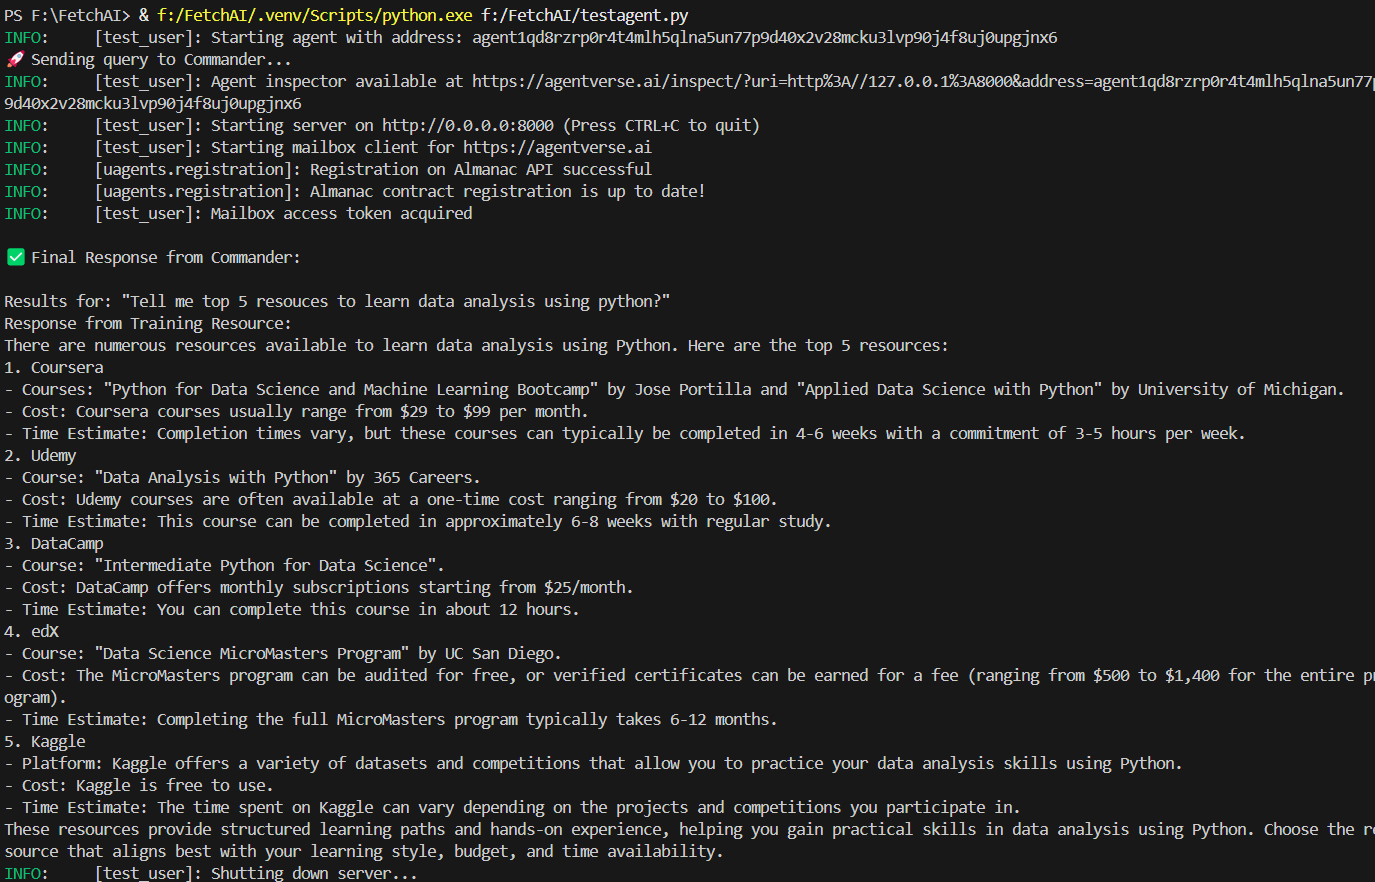 PS F:\FetchAI> & f:/FetchAI/.venv/Scripts/python.exe f:/FetchAI/testagent.py
INFO:     [test_user]: Starting agent with address: agent1qd8rzrp0r4t4mlh5qlna5un77p9d40x2v28mcku3lvp90j4f8uj0upgjnx6
🚀 Sending query to Commander...
INFO:     [test_user]: Agent inspector available at https://agentverse.ai/inspect/?uri=http%3A//127.0.0.1%3A8000&address=agent1qd8rzrp0r4t4mlh5qlna5un77p
9d40x2v28mcku3lvp90j4f8uj0upgjnx6
INFO:     [test_user]: Starting server on http://0.0.0.0:8000 (Press CTRL+C to quit)
INFO:     [test_user]: Starting mailbox client for https://agentverse.ai
INFO:     [uagents.registration]: Registration on Almanac API successful
INFO:     [uagents.registration]: Almanac contract registration is up to date!
INFO:     [test_user]: Mailbox access token acquired
✅ Final Response from Commander:
Results for: "Tell me top 5 resouces to learn data analysis using python?"
Response from Training Resource:
There are numerous resources available to learn data analysis using Python. Here are the top 5 resources:
1. Coursera
- Courses: "Python for Data Science and Machine Learning Bootcamp" by Jose Portilla and "Applied Data Science with Python" by University of Michigan.
- Cost: Coursera courses usually range from $29 to $99 per month.
- Time Estimate: Completion times vary, but these courses can typically be completed in 4-6 weeks with a commitment of 3-5 hours per week.
2. Udemy
- Course: "Data Analysis with Python" by 365 Careers.
- Cost: Udemy courses are often available at a one-time cost ranging from $20 to $100.
- Time Estimate: This course can be completed in approximately 6-8 weeks with regular study.
3. DataCamp
- Course: "Intermediate Python for Data Science".
- Cost: DataCamp offers monthly subscriptions starting from $25/month.
- Time Estimate: You can complete this course in about 12 hours.
4. edX
- Course: "Data Science MicroMasters Program" by UC San Diego.
- Cost: The MicroMasters program can be audited for free, or verified certificates can be earned for a fee (ranging from $500 to $1,400 for the entire pr
ogram).
- Time Estimate: Completing the full MicroMasters program typically takes 6-12 months.
5. Kaggle
- Platform: Kaggle offers a variety of datasets and competitions that allow you to practice your data analysis skills using Python.
- Cost: Kaggle is free to use.
- Time Estimate: The time spent on Kaggle can vary depending on the projects and competitions you participate in.
These resources provide structured learning paths and hands-on experience, helping you gain practical skills in data analysis using Python. Choose the re
source that aligns best with your learning style, budget, and time availability.
INFO:     [test_user]: Shutting down server...